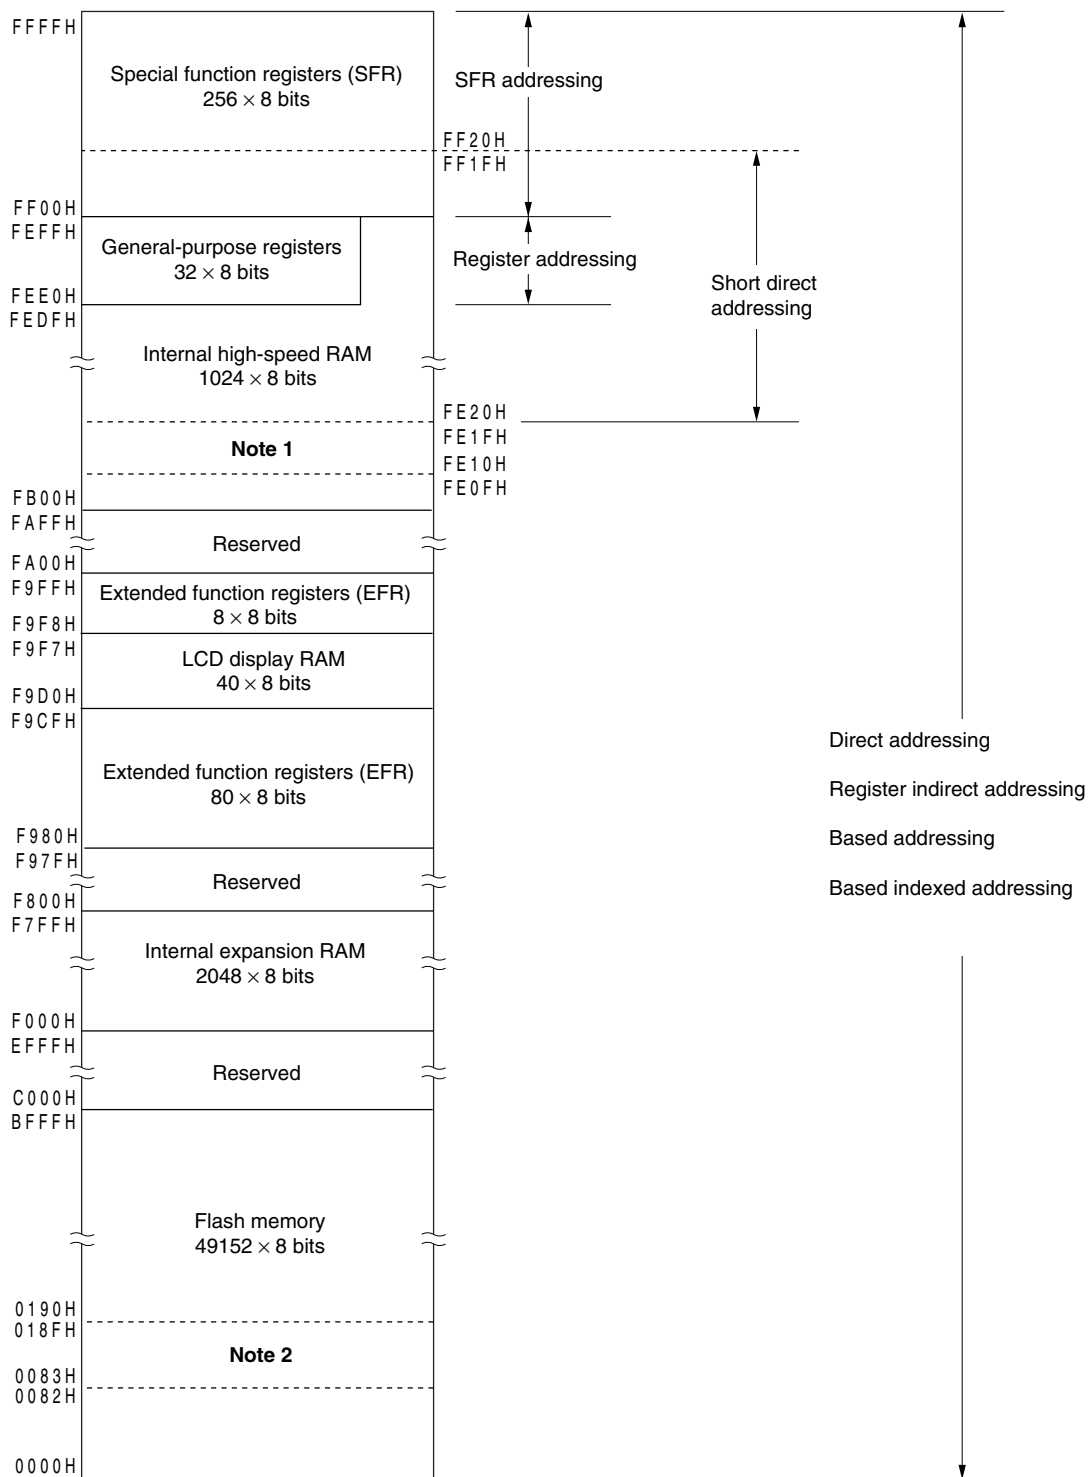 FFFFH
Special function registers (SFR)
256 × 8 bits
SFR addressing
FF20H
FF1FH
FF00H
FEFFH
General-purpose registers
32 × 8 bits
Register addressing
Short direct
addressing
FEE0H
FEDFH
Internal high-speed RAM
1024 × 8 bits
FE20H
FE1FH
Note 1
FE10H
FE0FH
FB00H
FAFFH
Reserved
FA00H
F9FFH
Extended function registers (EFR)
8 × 8 bits
F9F8H
F9F7H
LCD display RAM
40 × 8 bits
F9D0H
F9CFH
Direct addressing
Extended function registers (EFR)
80 × 8 bits
Register indirect addressing
Based addressing
F980H
F97FH
Reserved
Based indexed addressing
F800H
F7FFH
Internal expansion RAM
2048 × 8 bits
F000H
EFFFH
Reserved
C000H
BFFFH
Flash memory
49152 × 8 bits
0190H
018FH
Note 2
0083H
0082H
0000H